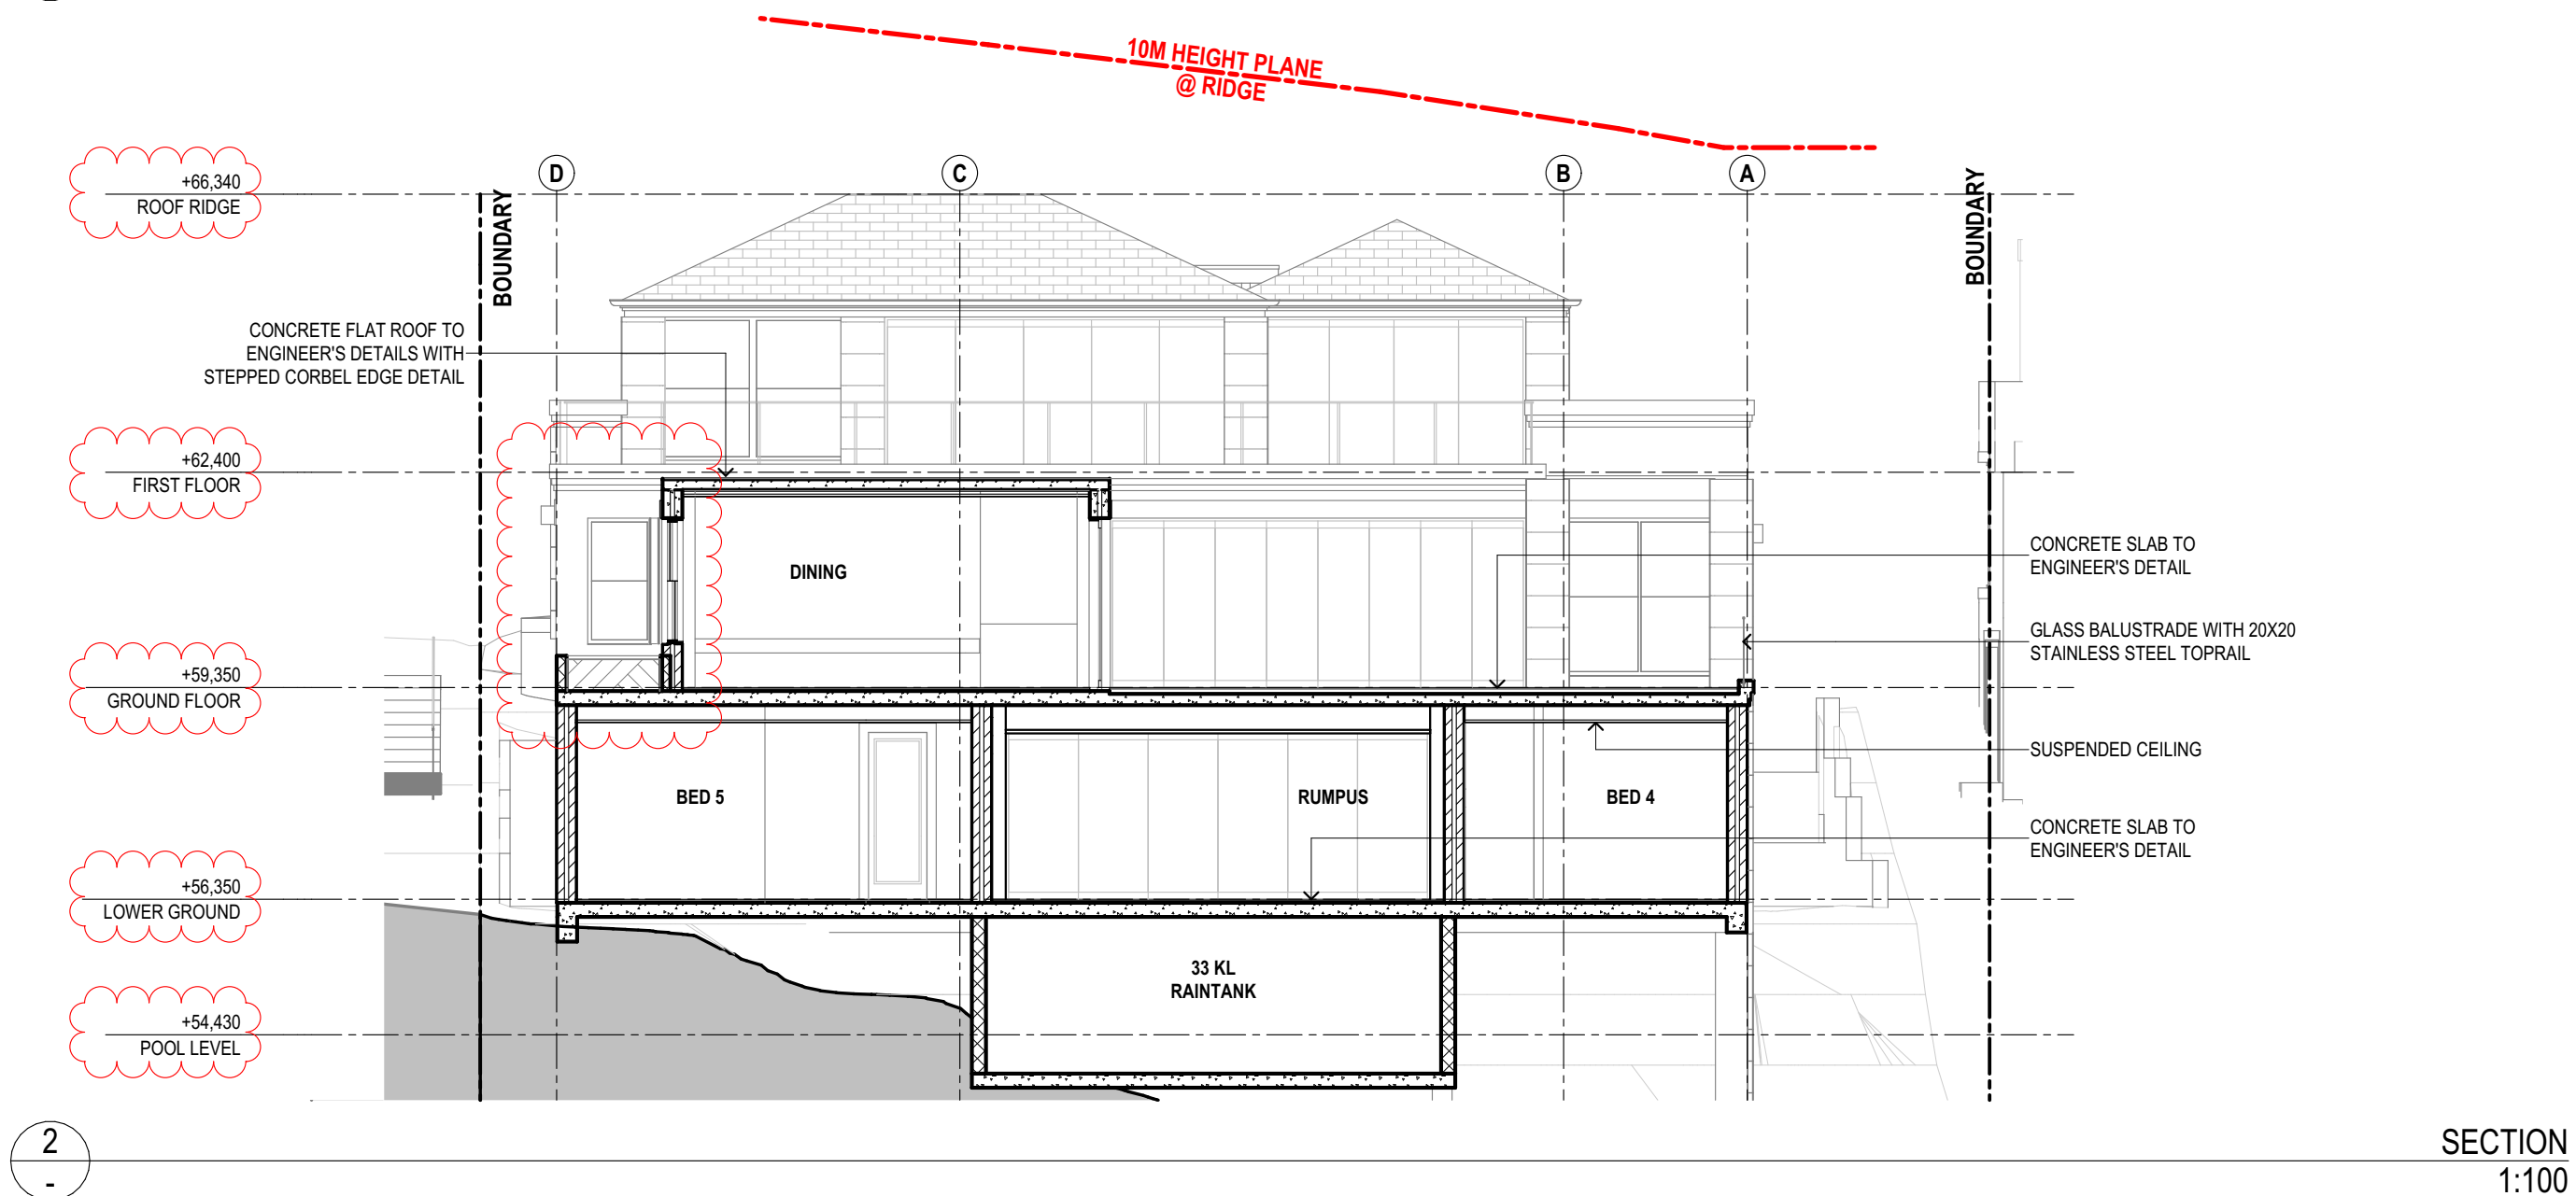 10M HEIGHT PLANE
@ RIDGE
D
C
B
A
+66,340
ROOF RIDGE
BOUNDARY
BOUNDARY
CONCRETE FLAT ROOF TO
ENGINEER'S DETAILS WITH
STEPPED CORBEL EDGE DETAIL
+62,400
FIRST FLOOR
DINING
CONCRETE SLAB TO
ENGINEER'S DETAIL
GLASS BALUSTRADE WITH 20X20
STAINLESS STEEL TOPRAIL
+59,350
GROUND FLOOR
SUSPENDED CEILING
BED 5
RUMPUS
BED 4
CONCRETE SLAB TO
ENGINEER'S DETAIL
+56,350
LOWER GROUND
33 KL
RAINTANK
+54,430
POOL LEVEL
2
-
SECTION
1:100